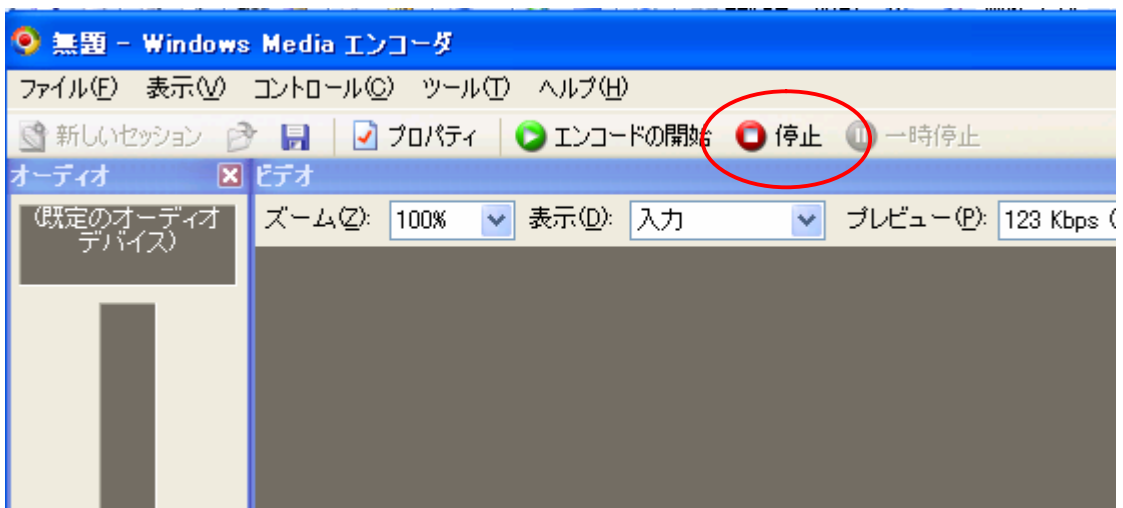 無題 - Windows Media エンコーダ
ファイル(F) 表示(V) コントロール(C) ツール(T) ヘルプ(H)
新しいセッション プロパティ エンコードの開始 停止 一時停止
オーディオ ビデオ
(既定のオーディオ
デバイス)
ズーム(Z): 100% 表示(D): 入力 プレビュー(P): 123 Kbps (